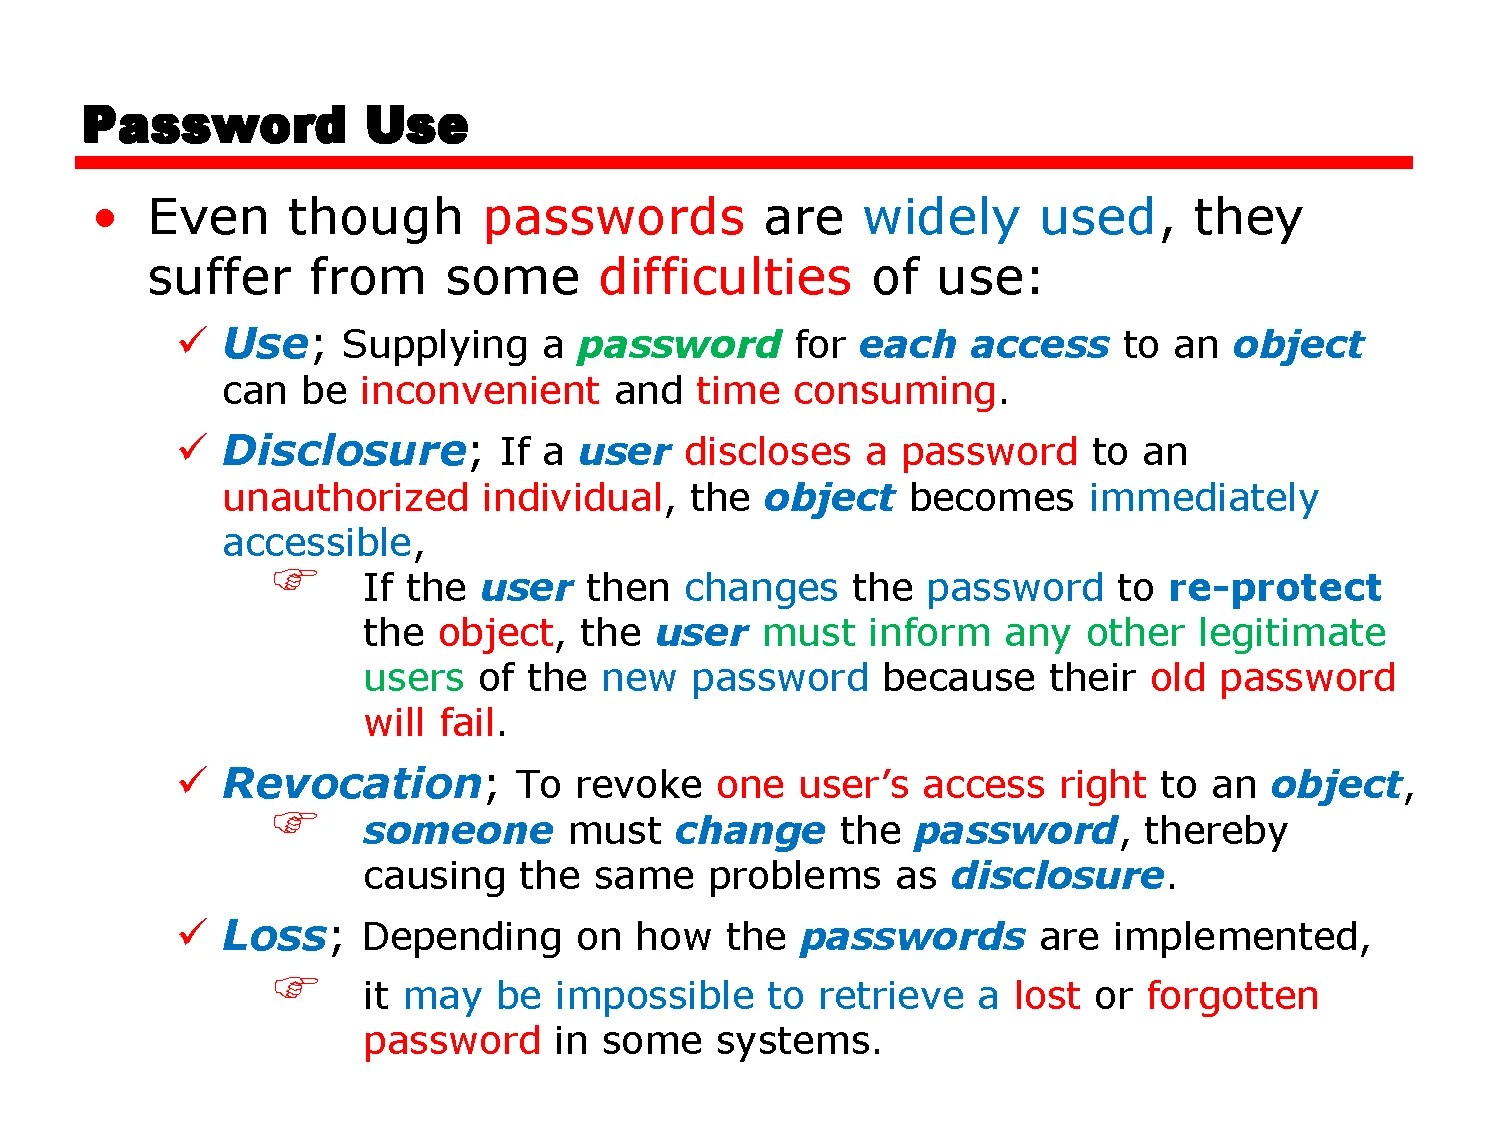 Password Use
• Even though passwords are widely used, they
suffer from some difficulties of use:
✓ Use; Supplying a password for each access to an object
can be inconvenient and time consuming.
✓ Disclosure; If a user discloses a password to an
unauthorized individual, the object becomes immediately
accessible,
☞ If the user then changes the password to re-protect
the object, the user must inform any other legitimate
users of the new password because their old password
will fail.
✓ Revocation; To revoke one user’s access right to an object,
☞ someone must change the password, thereby
causing the same problems as disclosure.
✓ Loss; Depending on how the passwords are implemented,
☞ it may be impossible to retrieve a lost or forgotten
password in some systems.